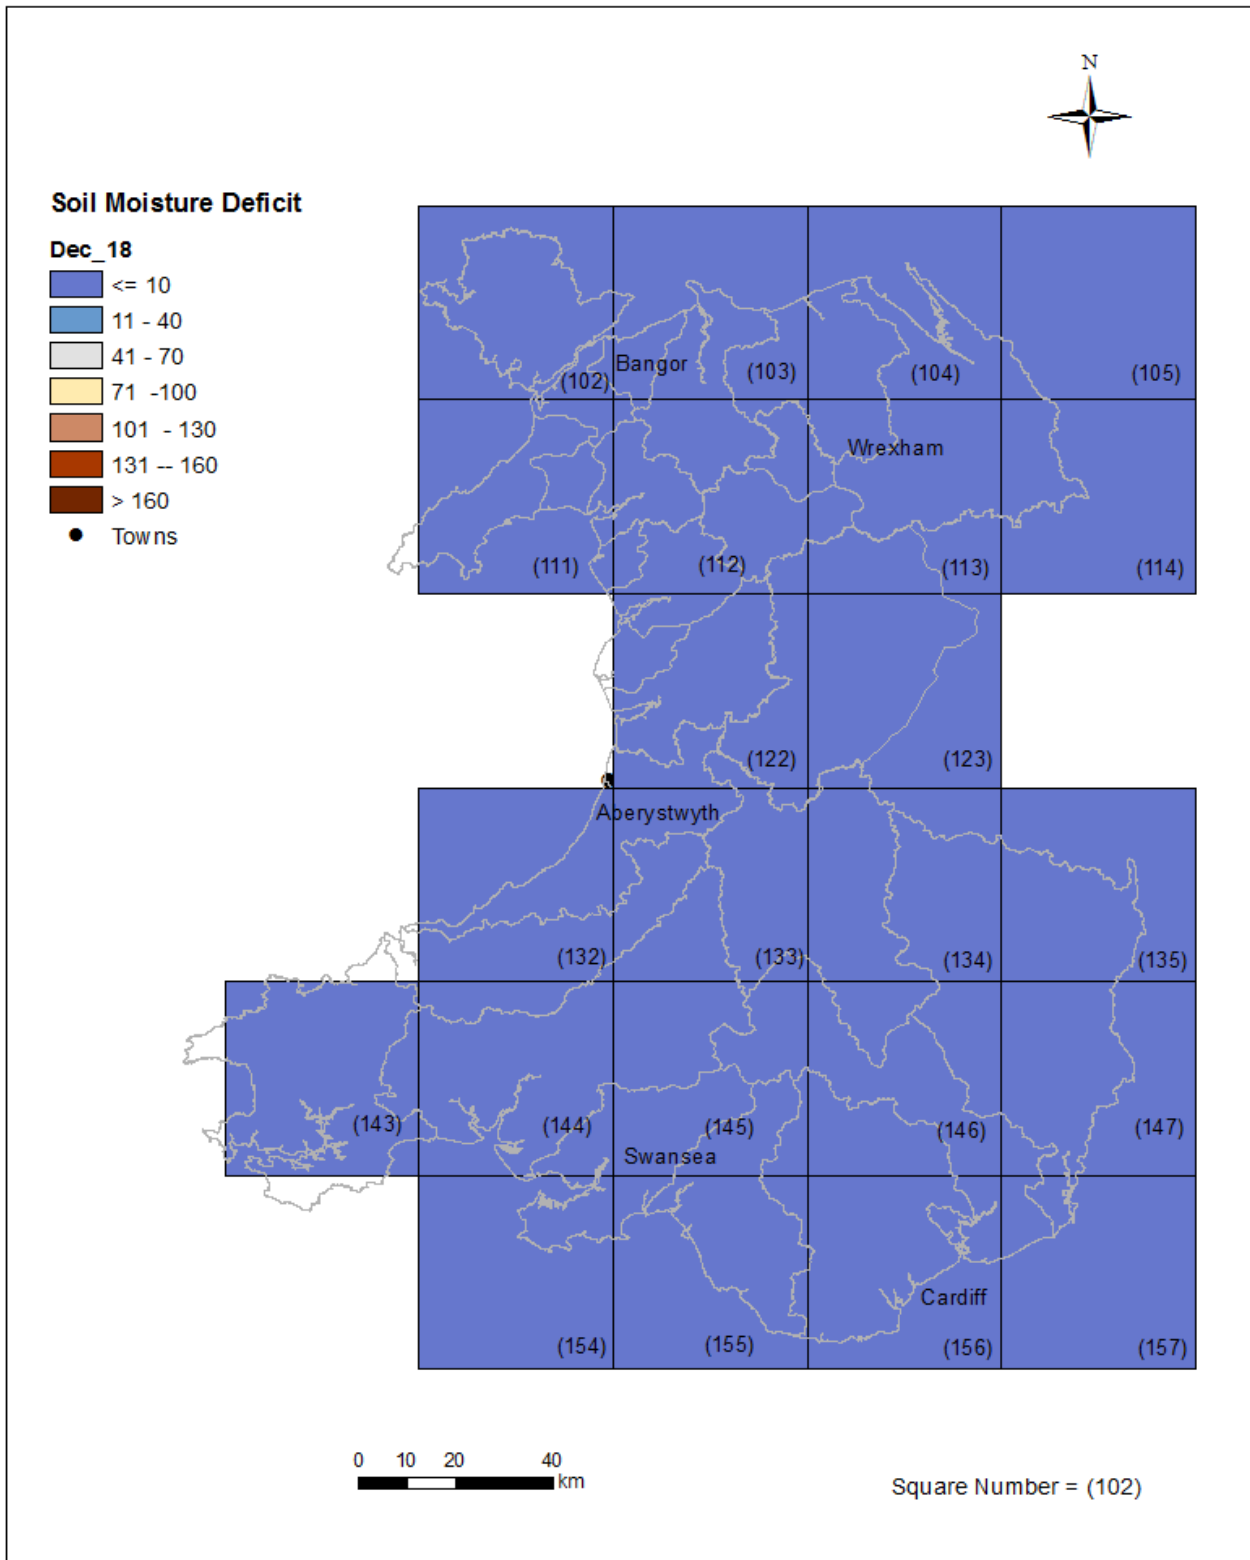 N
Soil Moisture Deficit
Dec_18
<= 10
11 - 40
41 - 70
71 -100
101 - 130
131 -- 160
> 160
Towns
(102)
Bangor
(103)
(104)
(105)
Wrexham
(111)
(112)
(113)
(114)
(122)
(123)
Aberystwyth
(132)
(133)
(134)
(135)
(143)
(144)
(145)
(146)
(147)
Swansea
Cardiff
(154)
(155)
(156)
(157)
0 10 20 40
km
Square Number = (102)